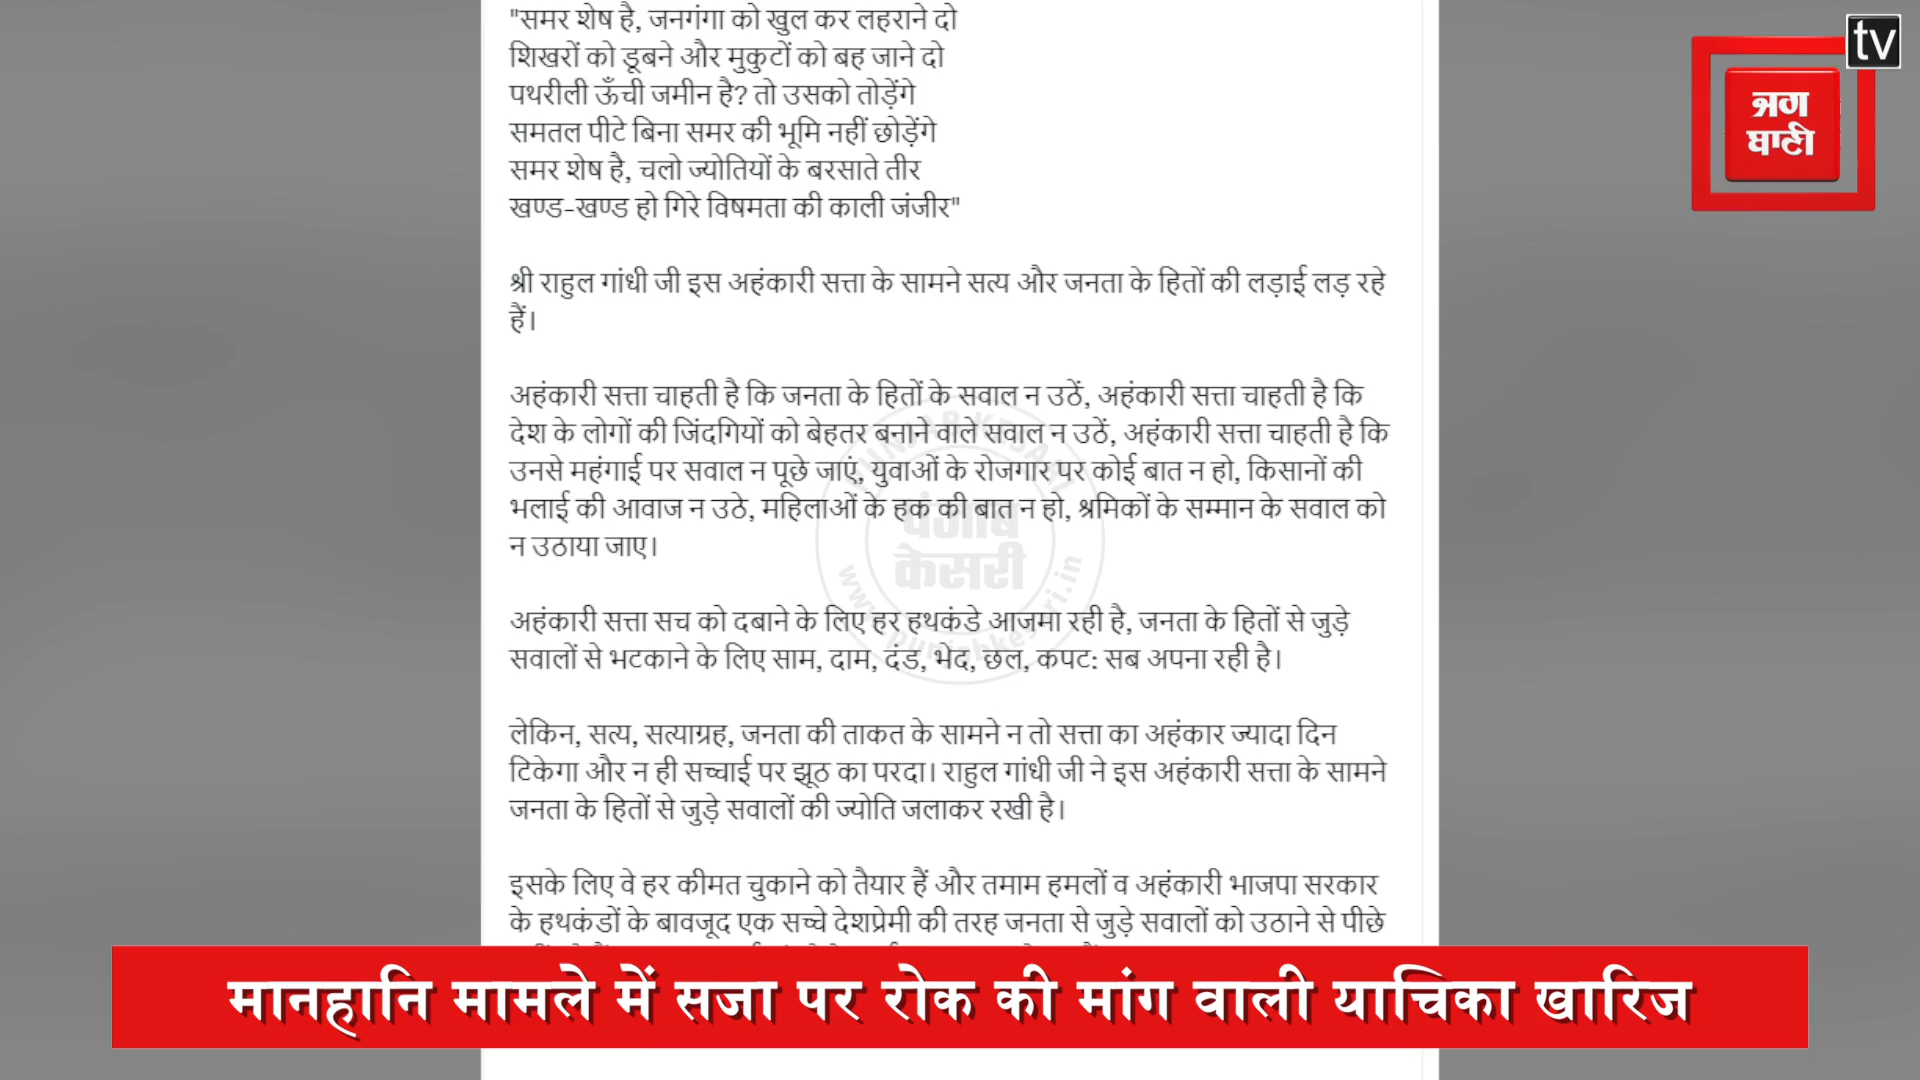 "समर शेष है, जनगंगा को खुल कर लहराने दो
शिखरों को डूबने और मुकुटों को बह जाने दो
पथरीली ऊँची जमीन है? तो उसको तोड़ेंगे
समतल पीटे बिना समर की भूमि नहीं छोड़ेंगे
समर शेष है, चलो ज्योतियों के बरसाते तीर
खण्ड-खण्ड हो गिरे विषमता की काली जंजीर"
श्री राहुल गांधी जी इस अहंकारी सत्ता के सामने सत्य और जनता के हितों की लड़ाई लड़ रहे
हैं।
अहंकारी सत्ता चाहती है कि जनता के हितों के सवाल न उठें, अहंकारी सत्ता चाहती है कि
देश के लोगों की जिंदगियों को बेहतर बनाने वाले सवाल न उठें, अहंकारी सत्ता चाहती है कि
उनसे महंगाई पर सवाल न पूछे जाएं, युवाओं के रोजगार पर कोई बात न हो, किसानों की
भलाई की आवाज न उठे, महिलाओं के हक की बात न हो, श्रमिकों के सम्मान के सवाल को
न उठाया जाए।
अहंकारी सत्ता सच को दबाने के लिए हर हथकंडे आजमा रही है, जनता के हितों से जुड़े
सवालों से भटकाने के लिए साम, दाम, दंड, भेद, छल, कपट: सब अपना रही है।
लेकिन, सत्य, सत्याग्रह, जनता की ताकत के सामने न तो सत्ता का अहंकार ज्यादा दिन
टिकेगा और न ही सच्चाई पर झूठ का परदा। राहुल गांधी जी ने इस अहंकारी सत्ता के सामने
जनता के हितों से जुड़े सवालों की ज्योति जलाकर रखी है।
इसके लिए वे हर कीमत चुकाने को तैयार हैं और तमाम हमलों व अहंकारी भाजपा सरकार
के हथकंडों के बावजूद एक सच्चे देशप्रेमी की तरह जनता से जुड़े सवालों को उठाने से पीछे
मानहानि मामले में सजा पर रोक की मांग वाली याचिका खारिज
tv
PUNJAB KESARI
पंजाब
केसरी
www.punjabkesari.in